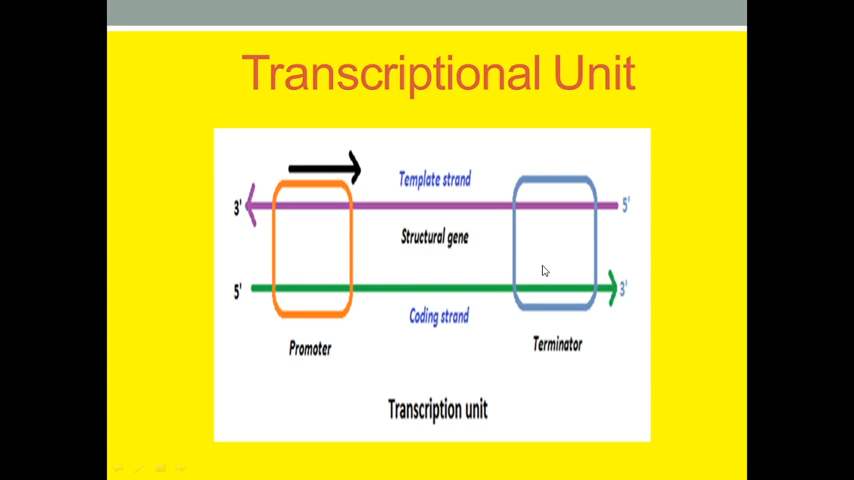 Transcriptional Unit
Template strand
3'
5'
Structural gene
5'
3'
Coding strand
Promoter
Terminator
Transcription unit